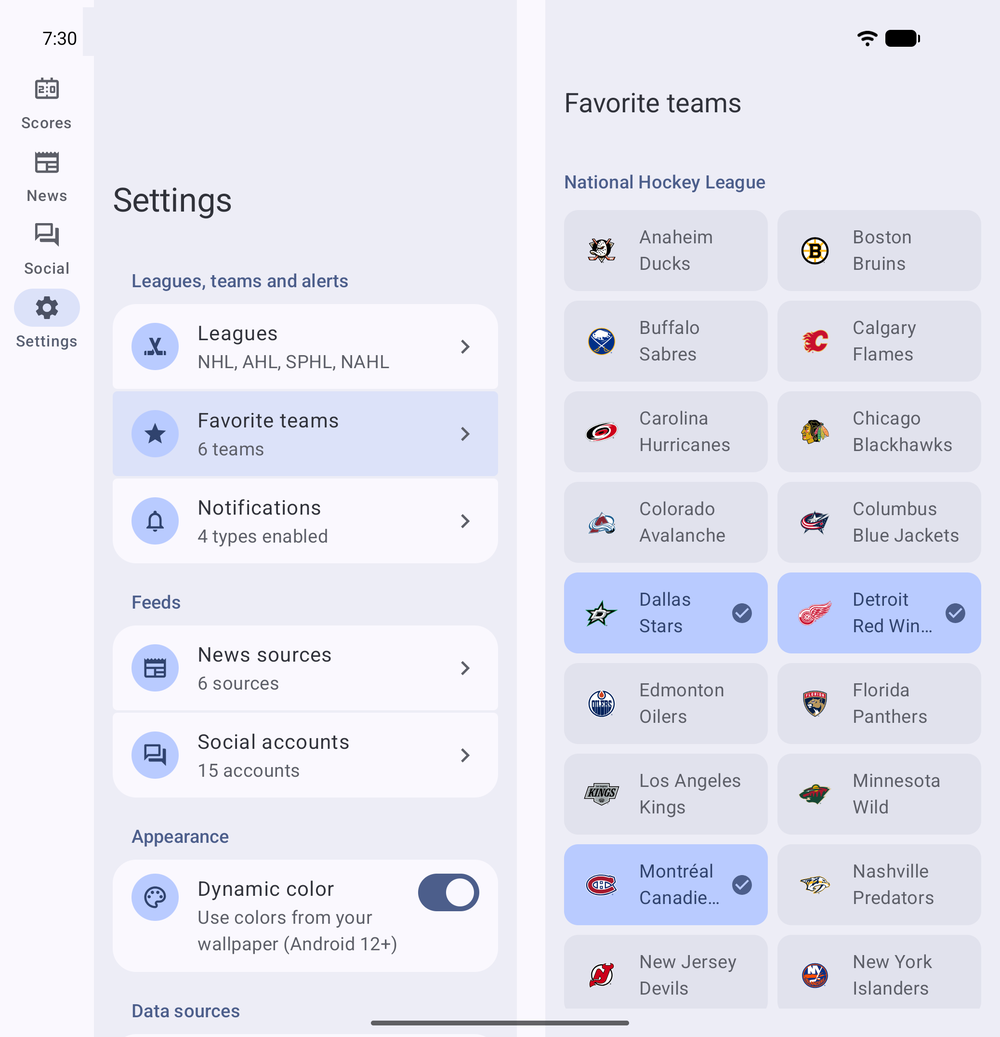 7:30
Scores
News
Social
Settings
Settings
Leagues, teams and alerts
Leagues
NHL, AHL, SPHL, NAHL
Favorite teams
6 teams
Notifications
4 types enabled
Feeds
News sources
6 sources
Social accounts
15 accounts
Appearance
Dynamic color
Use colors from your
wallpaper (Android 12+)
Data sources
Favorite teams
National Hockey League
Anaheim
Ducks
Boston
Bruins
Buffalo
Sabres
Calgary
Flames
Carolina
Hurricanes
Chicago
Blackhawks
Colorado
Avalanche
Columbus
Blue Jackets
Dallas
Stars
Detroit
Red Win...
Edmonton
Oilers
Florida
Panthers
Los Angeles
Kings
Minnesota
Wild
Montréal
Canadie...
Nashville
Predators
New Jersey
Devils
New York
Islanders